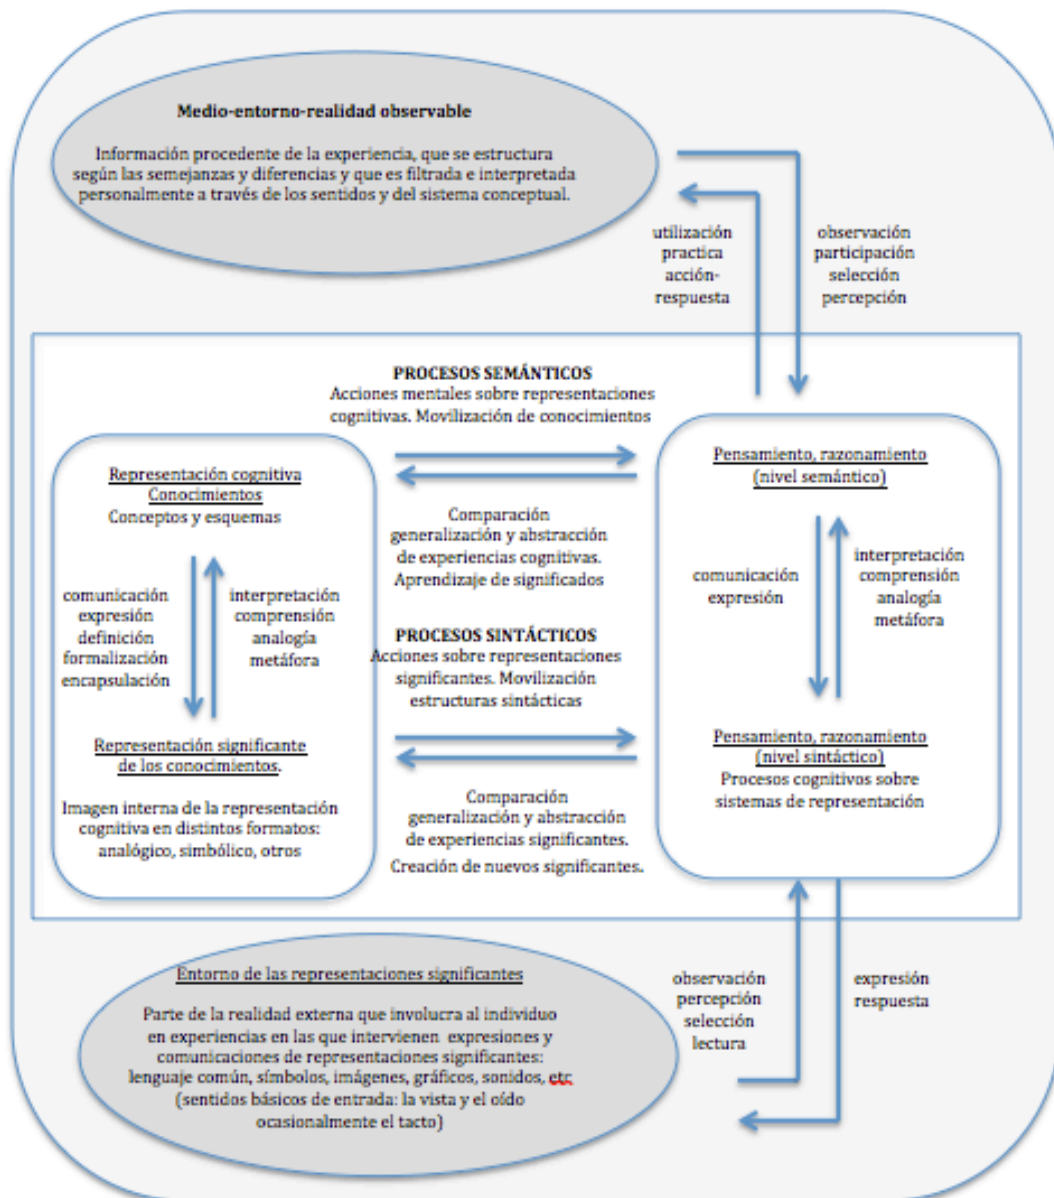 Medio-entorno-realidad observable
Información procedente de la experiencia, que se estructura
según las semejanzas y diferencias y que es filtrada e interpretada
personalmente a través de los sentidos y del sistema conceptual.
utilización
practica
acción-
respuesta
observación
participación
selección
percepción
PROCESOS SEMÁNTICOS
Acciones mentales sobre representaciones
cognitivas. Movilización de conocimientos
Representación cognitiva
Conocimientos
Conceptos y esquemas
Pensamiento, razonamiento
(nivel semántico)
Comparación
generalización y abstracción
de experiencias cognitivas.
Aprendizaje de significados
comunicación
expresión
definición
formalización
encapsulación
interpretación
comprensión
analogía
metáfora
comunicación
expresión
interpretación
comprensión
analogía
metáfora
PROCESOS SINTÁCTICOS
Acciones sobre representaciones
significantes. Movilización
estructuras sintácticas
Representación significante
de los conocimientos.
Imagen interna de la representación
cognitiva en distintos formatos:
analógico, simbólico, otros
Pensamiento, razonamiento
(nivel sintáctico)
Procesos cognitivos sobre
sistemas de representación
Comparación
generalización y abstracción
de experiencias significantes.
Creación de nuevos significantes.
Entorno de las representaciones significantes
Parte de la realidad externa que involucra al individuo
en experiencias en las que intervienen expresiones y
comunicaciones de representaciones significantes:
lenguaje común, símbolos, imágenes, gráficos, sonidos, etc
(sentidos básicos de entrada: la vista y el oído
ocasionalmente el tacto)
observación
percepción
selección
lectura
expresión
respuesta